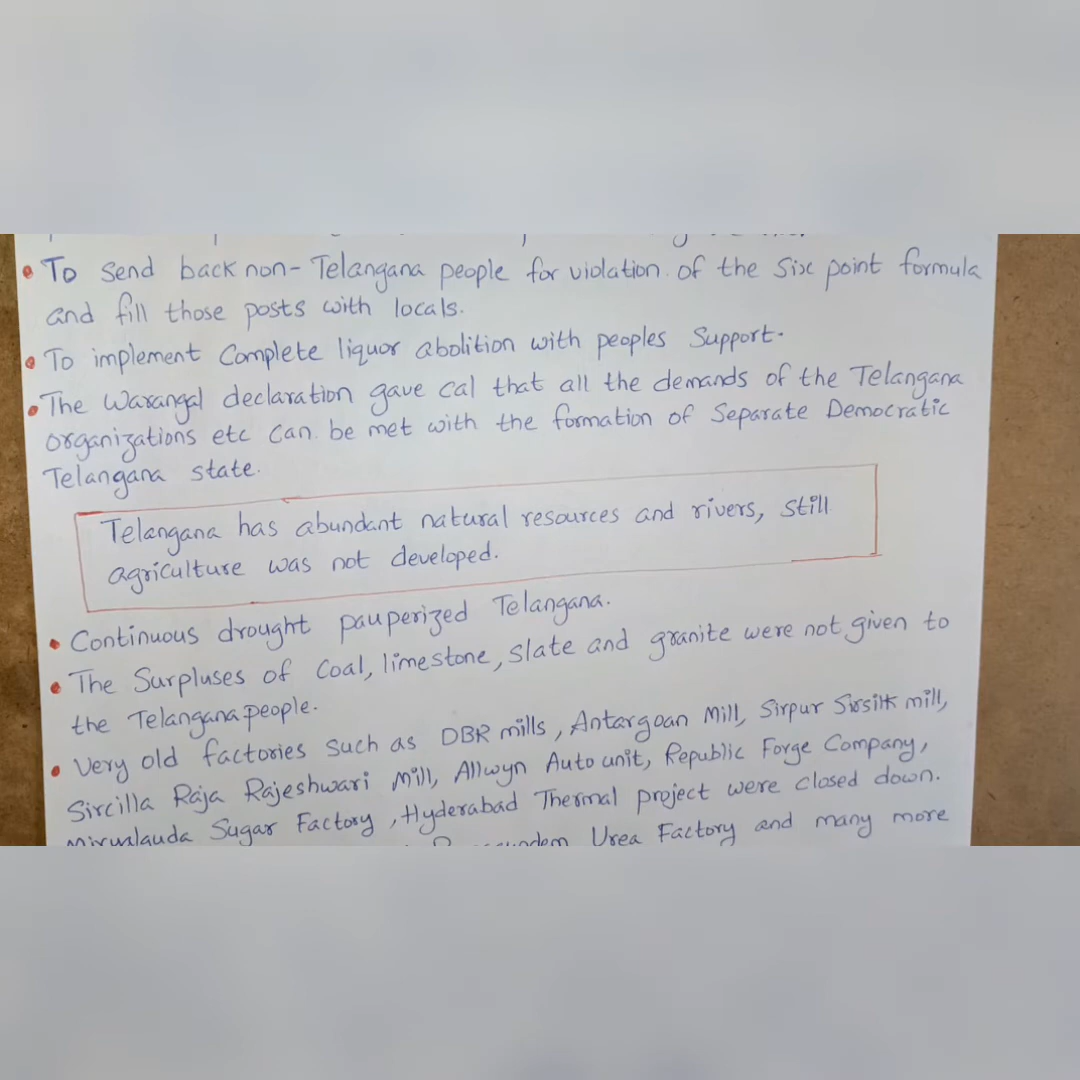 • To send back non-Telangana people for violation of the Six point formula
and fill those posts with locals.
• To implement Complete liquor abolition with peoples Support.
• The Warangal declaration gave cal that all the demands of the Telangana
organizations etc can be met with the formation of Separate Democratic
Telangana state.
Telangana has abundant natural resources and rivers, still
agriculture was not developed.
• Continuous drought pauperized Telangana.
• The Surpluses of Coal, limestone, slate and granite were not given to
the Telangana people.
• Very old factories such as DBR mills, Antargoan Mill, Sirpur Sirsilk mill,
Sircilla Raja Rajeshwari Mill, Allwyn Auto unit, Republic Forge Company,
Sugar Factory, Hyderabad Thermal project were closed down.
Urea Factory and many more